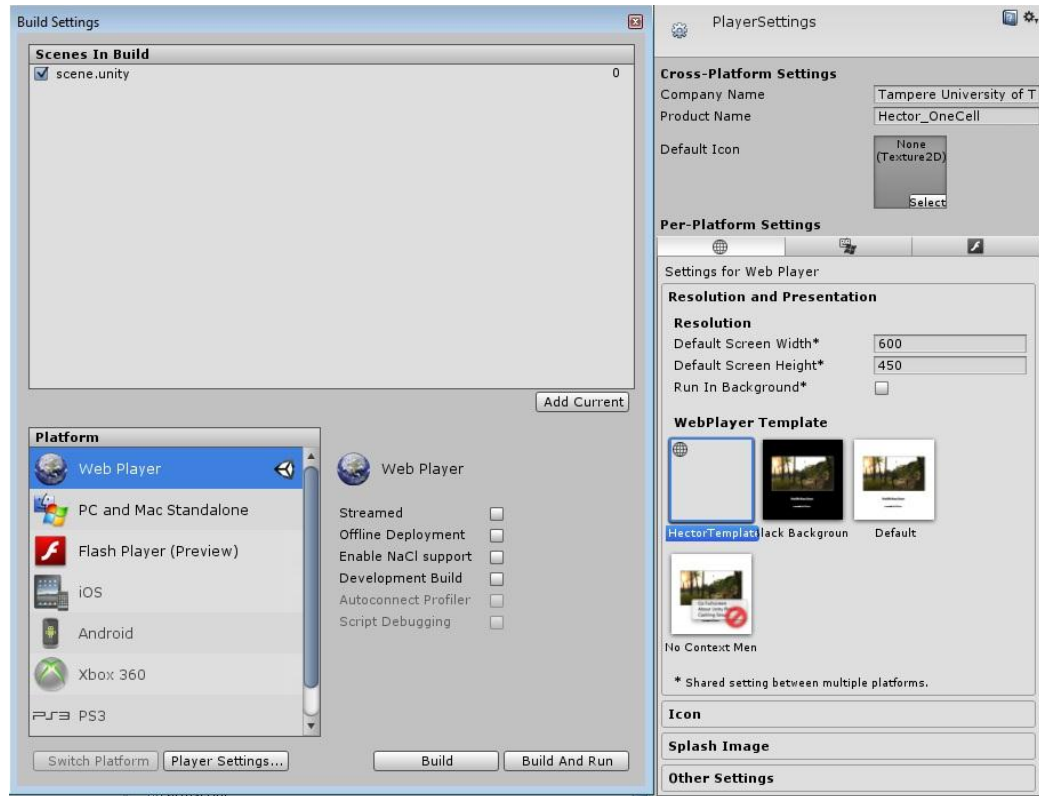 Build Settings
Scenes In Build
scene.unity 0
Add Current
Platform
Web Player
PC and Mac Standalone
Flash Player (Preview)
iOS
Android
Xbox 360
PS3
Web Player
Streamed
Offline Deployment
Enable NaCl support
Development Build
Autoconnect Profiler
Script Debugging
Switch Platform Player Settings... Build Build And Run
PlayerSettings
Cross-Platform Settings
Company Name Tampere University of T
Product Name Hector_OneCell
Default Icon
None
(Texture2D)
Select
Per-Platform Settings
Settings for Web Player
Resolution and Presentation
Resolution
Default Screen Width* 600
Default Screen Height* 450
Run In Background*
WebPlayer Template
HectorTemplat lack Backgroun Default
No Context Men
* Shared setting between multiple platforms.
Icon
Splash Image
Other Settings